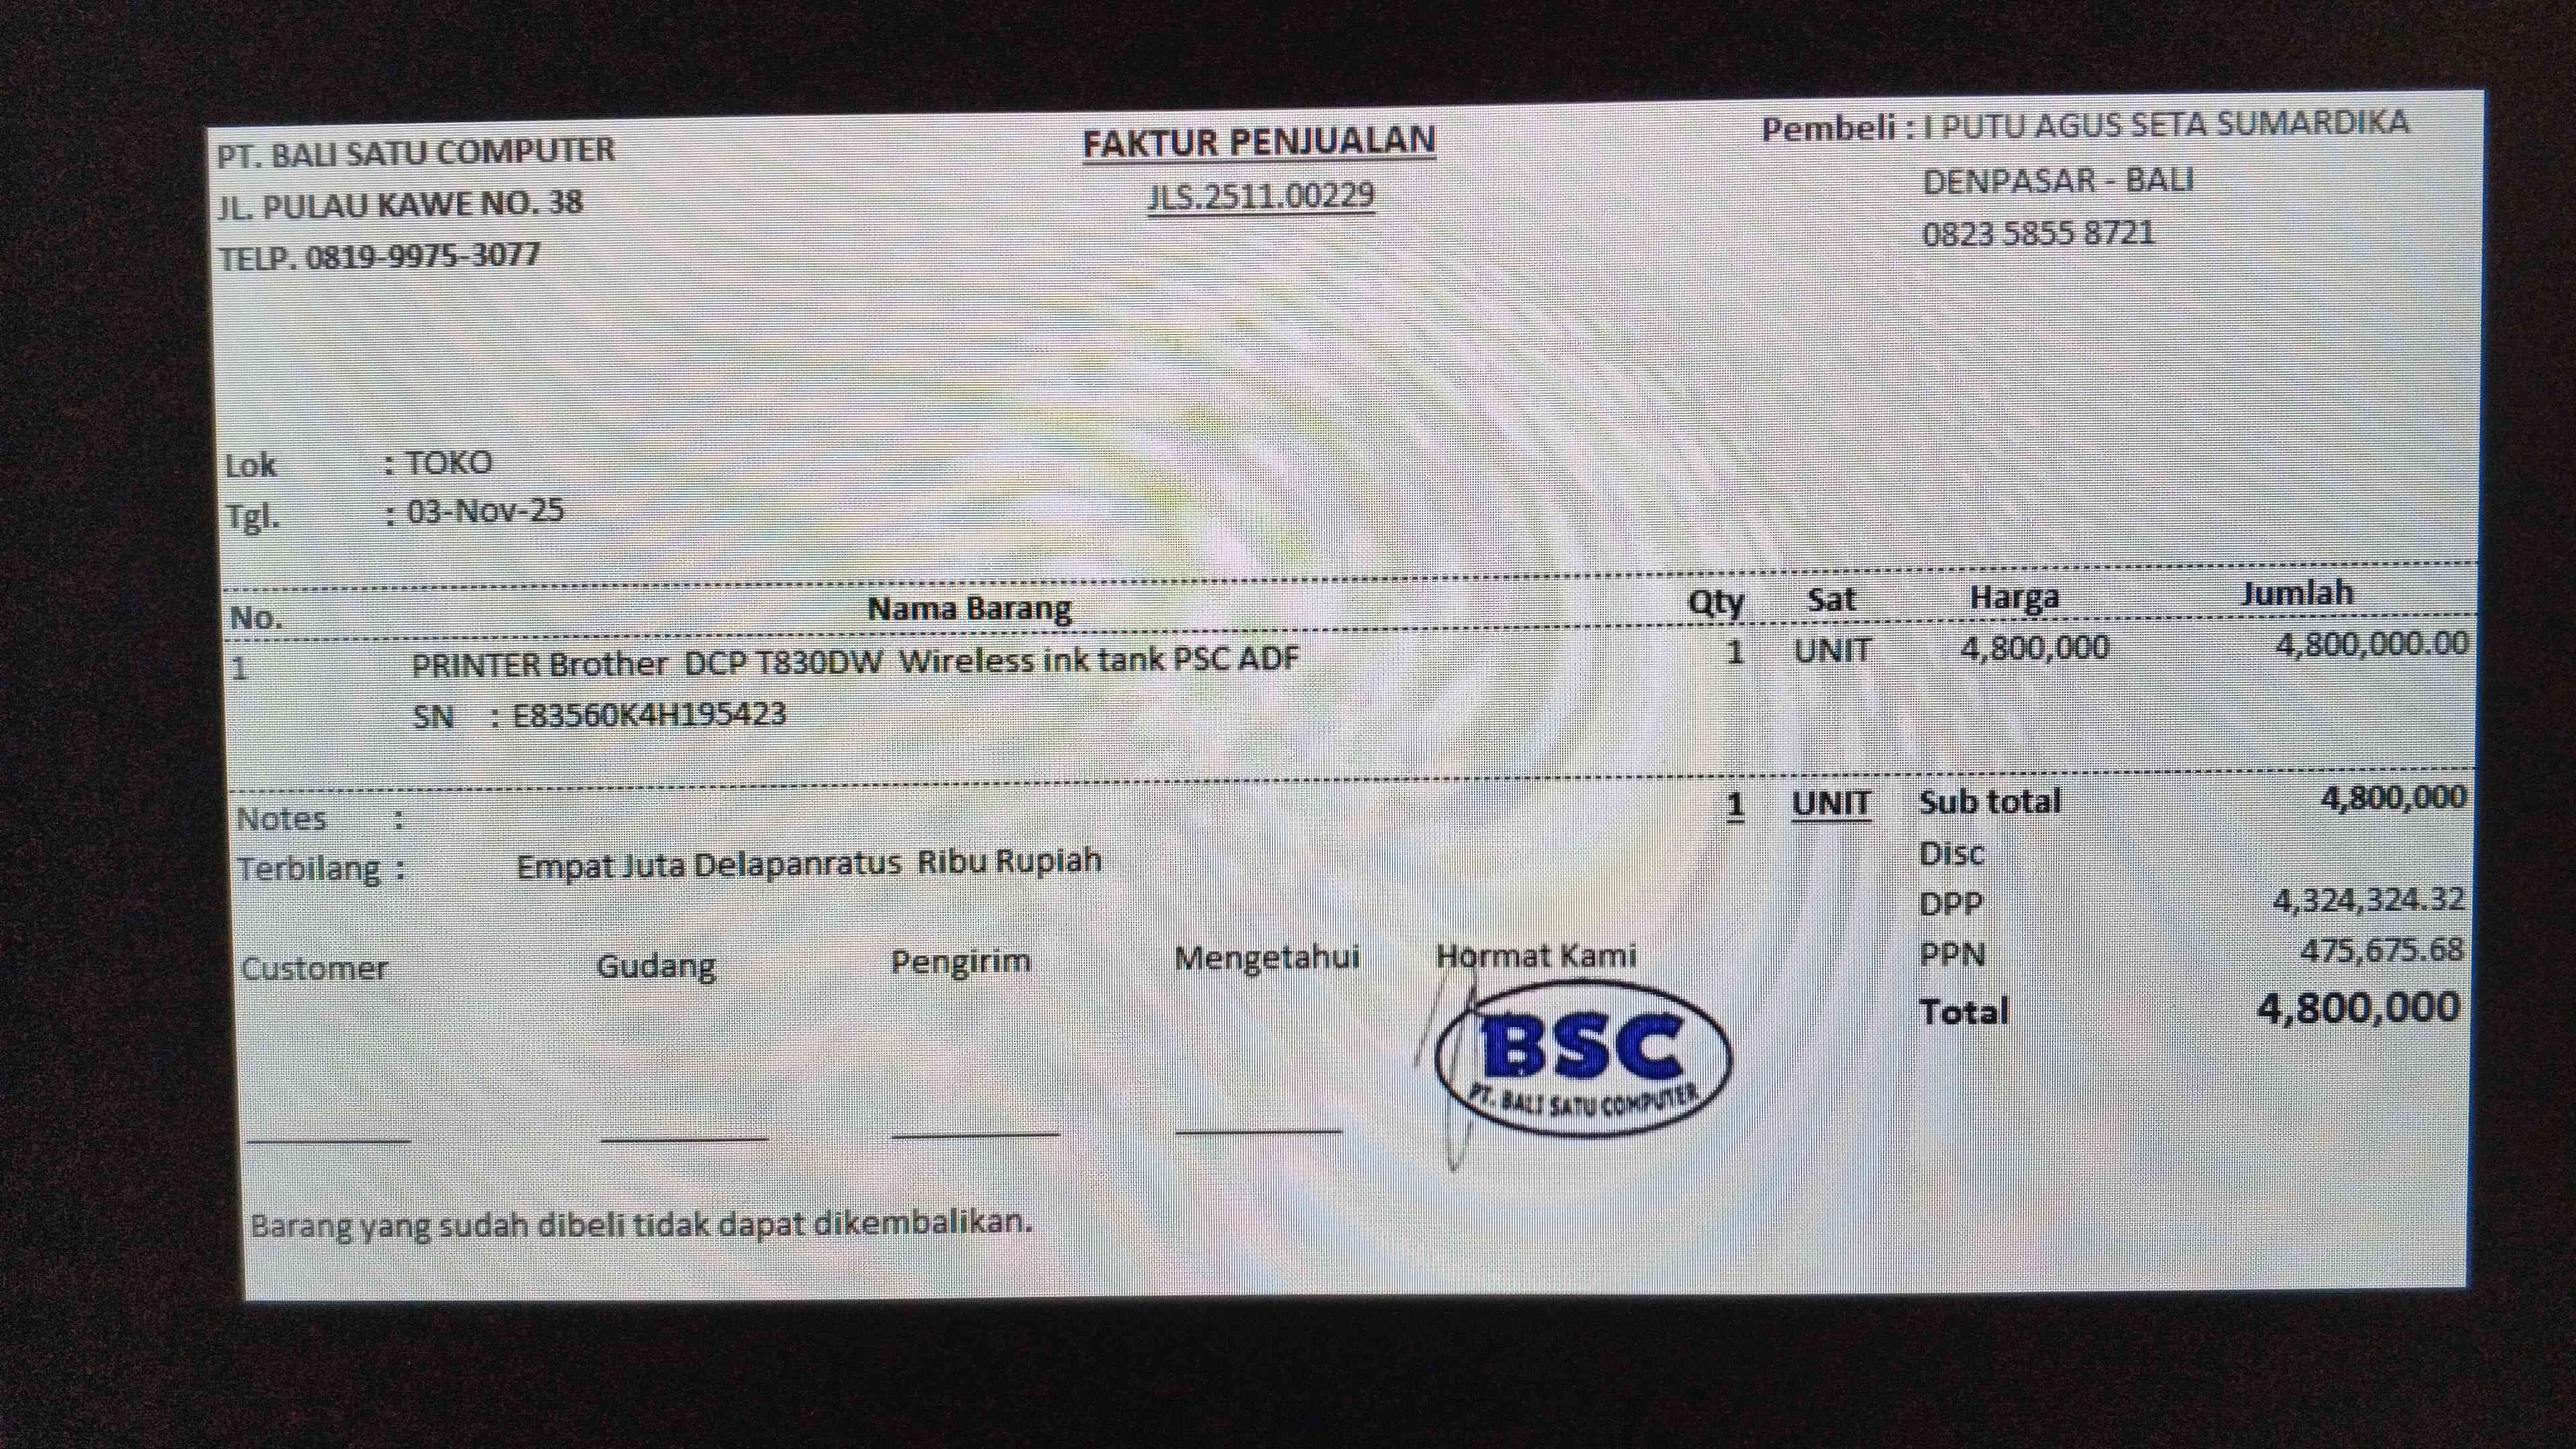 PT. BALI SATU COMPUTER
JL. PULAU KAWE NO. 38
TELP. 0819-9975-3077
FAKTUR PENJUALAN
JLS.2511.00229
Pembeli : I PUTU AGUS SETA SUMARDIKA
DENPASAR - BALI
0823 5855 8721
Lok : TOKO
Tgl. : 03-Nov-25
No. Nama Barang Qty Sat Harga Jumlah
1 PRINTER Brother DCP T830DW Wireless ink tank PSC ADF 1 UNIT 4,800,000 4,800,000.00
SN : E83560K4H195423
Notes : 1 UNIT Sub total 4,800,000
Terbilang : Empat Juta Delapanratus Ribu Rupiah
Disc
DPP 4,324,324.32
PPN 475,675.68
Total 4,800,000
Customer Gudang Pengirim Mengetahui Hormat Kami
BSC
PT. BALI SATU COMPUTER
Barang yang sudah dibeli tidak dapat dikembalikan.